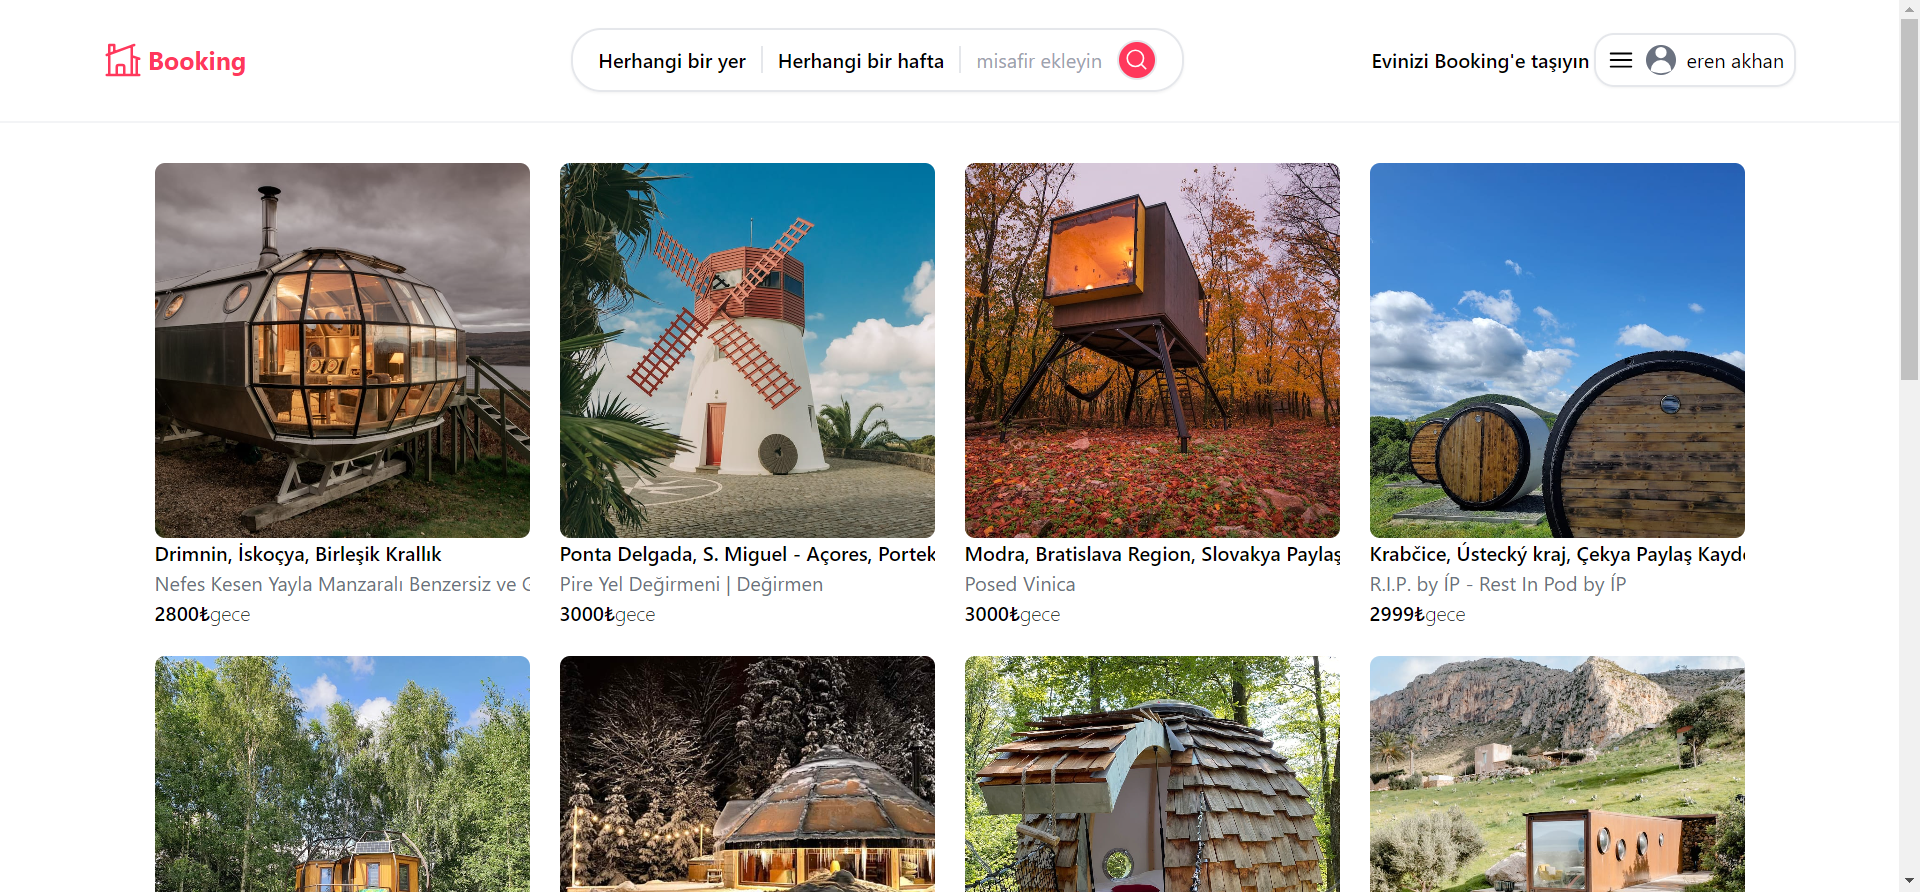 Booking
Herhangi bir yer
Herhangi bir hafta
misafir ekleyin
Evinizi Booking'e taşıyın
eren akhan
Drimnin, İskoçya, Birleşik Krallık
Nefes Kesen Yayla Manzaralı Benzersiz ve
2800₺gece
Ponta Delgada, S. Miguel - Açores, Portek
Pire Yel Değirmeni | Değirmen
3000₺gece
Modra, Bratislava Region, Slovakya Paylaş
Posed Vinica
3000₺gece
Krabčice, Ústecký kraj, Çekya Paylaş Kayd
R.I.P. by ÍP - Rest In Pod by ÍP
2999₺gece